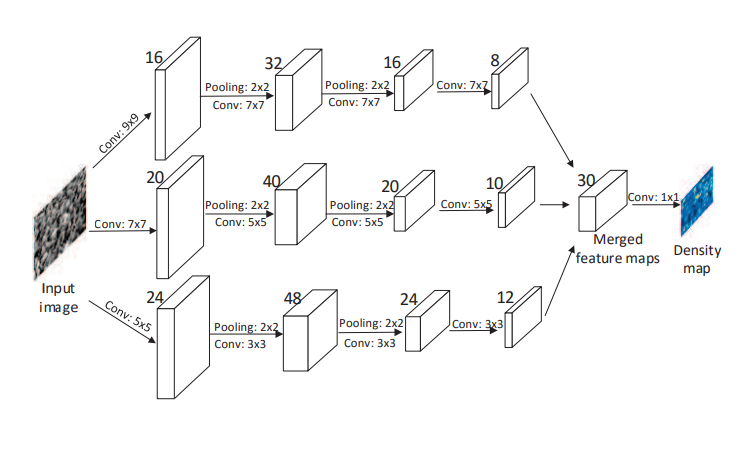 16
32
16
8
Pooling: 2x2
Conv: 7x7
Pooling: 2x2
Conv: 7x7
Conv: 7x7
Conv: 9x9
20
40
20
10
30
Conv: 7x7
Pooling: 2x2
Conv: 5x5
Pooling: 2x2
Conv: 5x5
Conv: 5x5
Conv: 1x1
Merged
feature maps
Density
map
Input
image
24
48
24
12
Conv: 5x5
Pooling: 2x2
Conv: 3x3
Pooling: 2x2
Conv: 3x3
Conv: 3x3